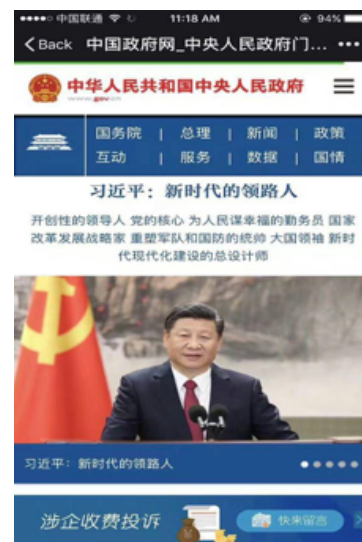 中国联通 11:18 AM 94%
Back 中国政府网_中央人民政府门... •••
中华人民共和国中央人民政府
www.gov.cn
国务院 | 总理 | 新闻 | 政策
互动 | 服务 | 数据 | 国情
习近平：新时代的领路人
开创性的领导人 党的核心 为人民谋幸福的勤务员 国家
改革发展战略家 重塑军队和国防的统帅 大国领袖 新时
代现代化建设的总设计师
习近平：新时代的领路人
涉企收费投诉 快来留言